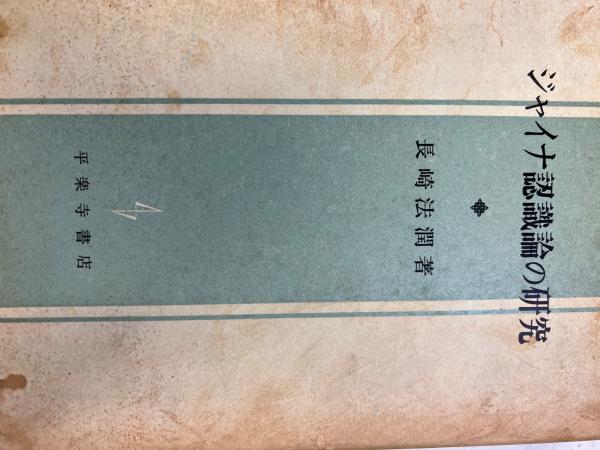 ジャイナ認識論の研究
長崎法潤著
平楽寺書店